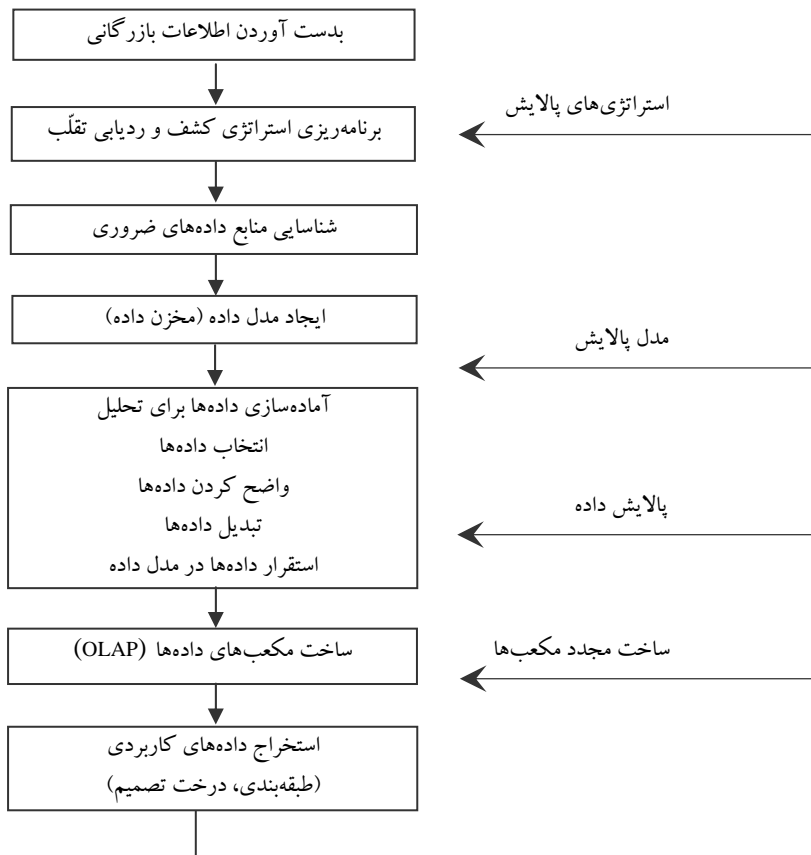 بدست آوردن اطلاعات بازرگانی
استراتژی‌های پالایش
برنامه‌ریزی استراتژی کشف و ردیابی تقلّب
شناسایی منابع داده‌های ضروری
ایجاد مدل داده (مخزن داده)
مدل پالایش
آماده‌سازی داده‌ها برای تحلیل
انتخاب داده‌ها
واضح کردن داده‌ها
تبدیل داده‌ها
استقرار داده‌ها در مدل داده
پالایش داده
ساخت مکعب‌های داده‌ها (OLAP)
ساخت مجدد مکعب‌ها
استخراج داده‌های کاربردی
(طبقه‌بندی، درخت تصمیم)